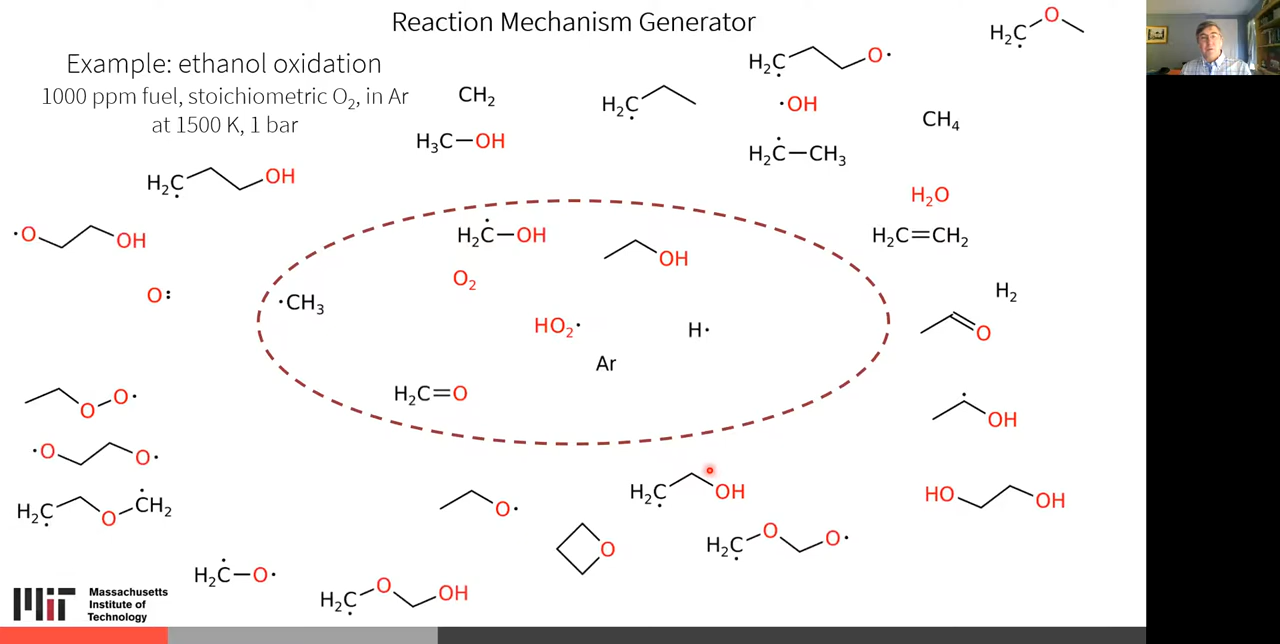 Reaction Mechanism Generator
Example: ethanol oxidation
1000 ppm fuel, stoichiometric O₂, in Ar
at 1500 K, 1 bar
H₂C· O
H₂C· O·
CH₂
H₂C·
·OH
H₃C–OH
CH₄
H₂C·–CH₃
H₂C· OH
H₂O
·O OH
H₂C·–OH
OH
H₂C=CH₂
O₂
O:
·CH₃
H₂
HO₂·
H·
O
Ar
H₂C=O
O O·
· OH
·O O·
H₂C· O CH₂·
O·
H₂C· OH
HO OH
O
H₂C· O O·
H₂C·–O·
H₂C· O OH
MIT
Massachusetts
Institute of
Technology